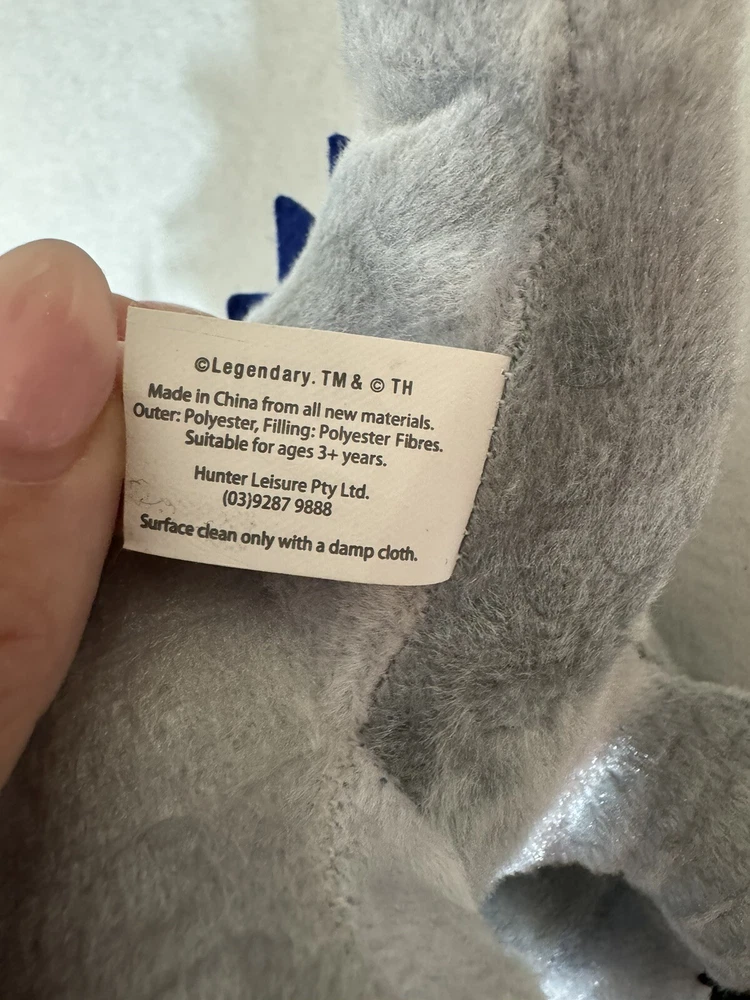 ©Legendary. TM & © TH
Made in China from all new materials.
Outer: Polyester, Filling: Polyester Fibres.
Suitable for ages 3+ years.
Hunter Leisure Pty Ltd.
(03)9287 9888
Surface clean only with a damp cloth.